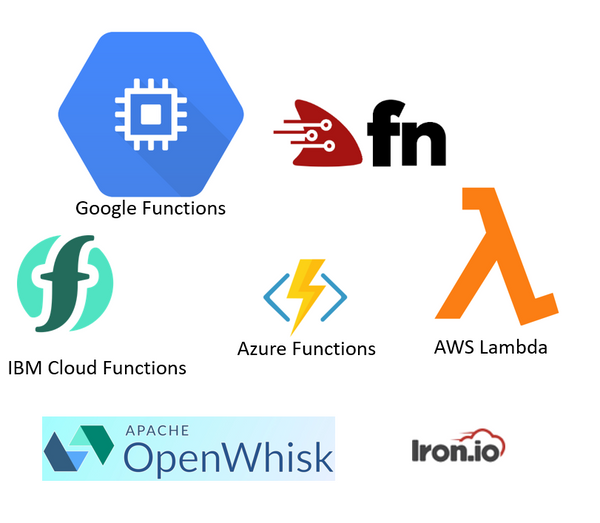 fn
Google Functions
f
IBM Cloud Functions
Azure Functions
λ
AWS Lambda
APACHE
OpenWhisk
Iron.io